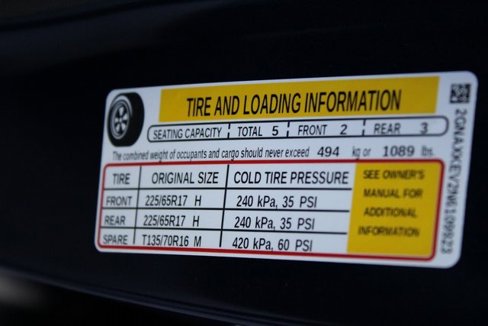 TIRE AND LOADING INFORMATION
SEATING CAPACITY TOTAL 5 FRONT 2 REAR 3
The combined weight of occupants and cargo should never exceed 494 kg or 1089 lbs.
TIRE ORIGINAL SIZE COLD TIRE PRESSURE
FRONT 225/65R17 H 240 kPa, 35 PSI
REAR 225/65R17 H 240 kPa, 35 PSI
SPARE T135/70R16 M 420 kPa, 60 PSI
SEE OWNER'S
MANUAL FOR
ADDITIONAL
INFORMATION